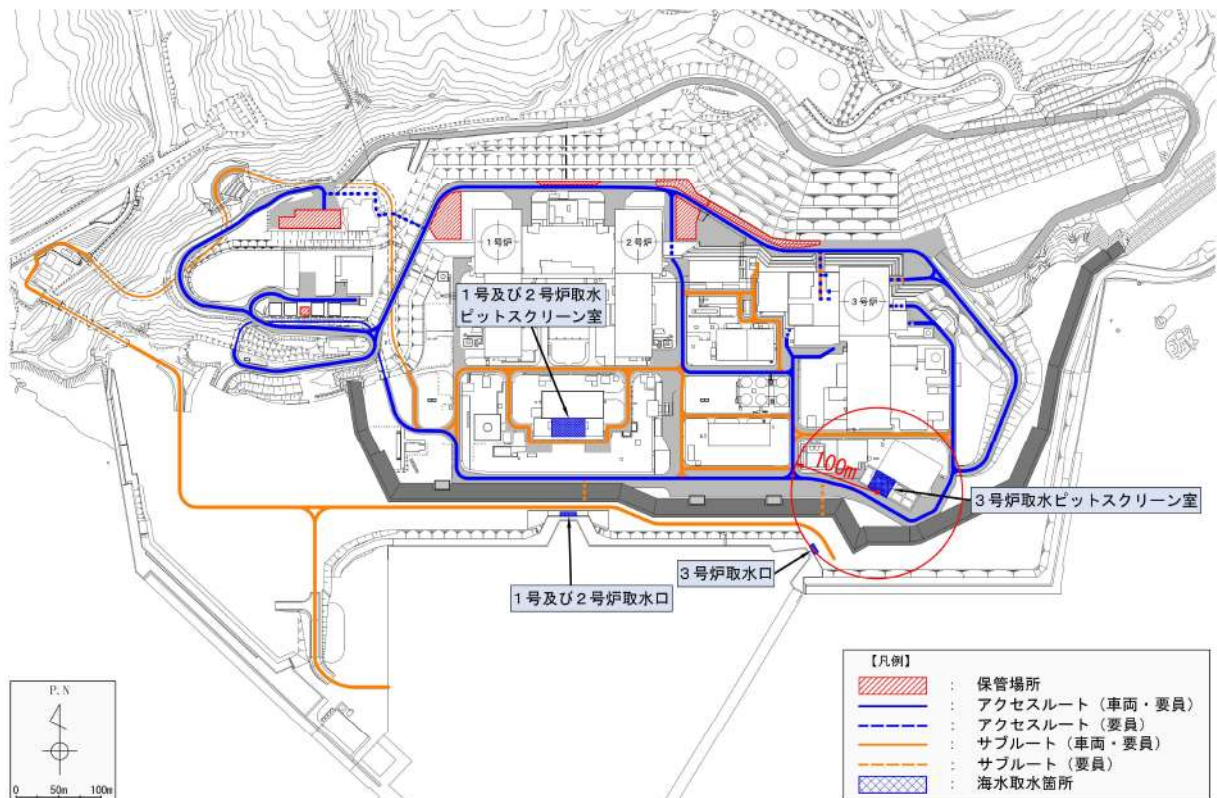 1号炉
2号炉
3号炉
1号及び2号炉取水
ピットスクリーン室
100m
3号炉取水ピットスクリーン室
3号炉取水口
1号及び2号炉取水口
【凡例】
: 保管場所
: アクセスルート（車両・要員）
: アクセスルート（要員）
: サブルート（車両・要員）
: サブルート（要員）
: 海水取水箇所
P.N
0 50m 100m